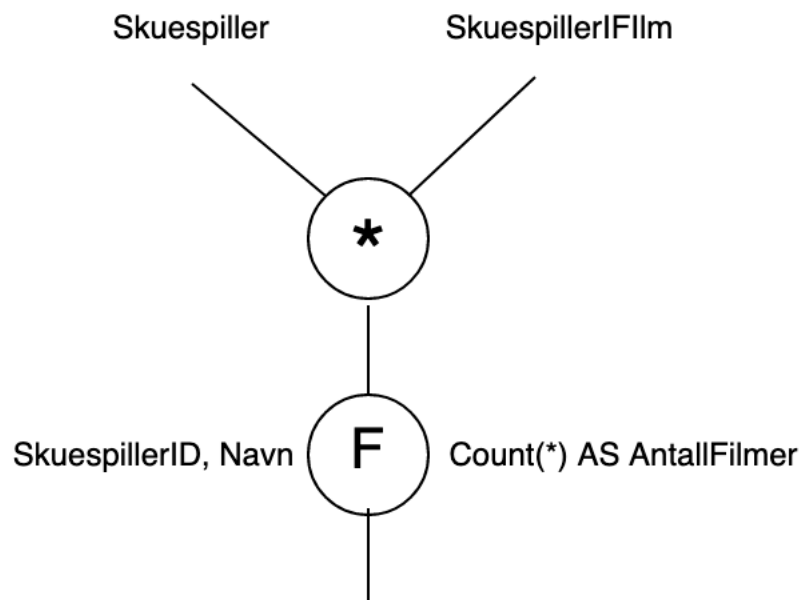 Skuespiller
SkuespillerIFIlm
*
SkuespillerID, Navn
F
Count(*) AS AntallFilmer